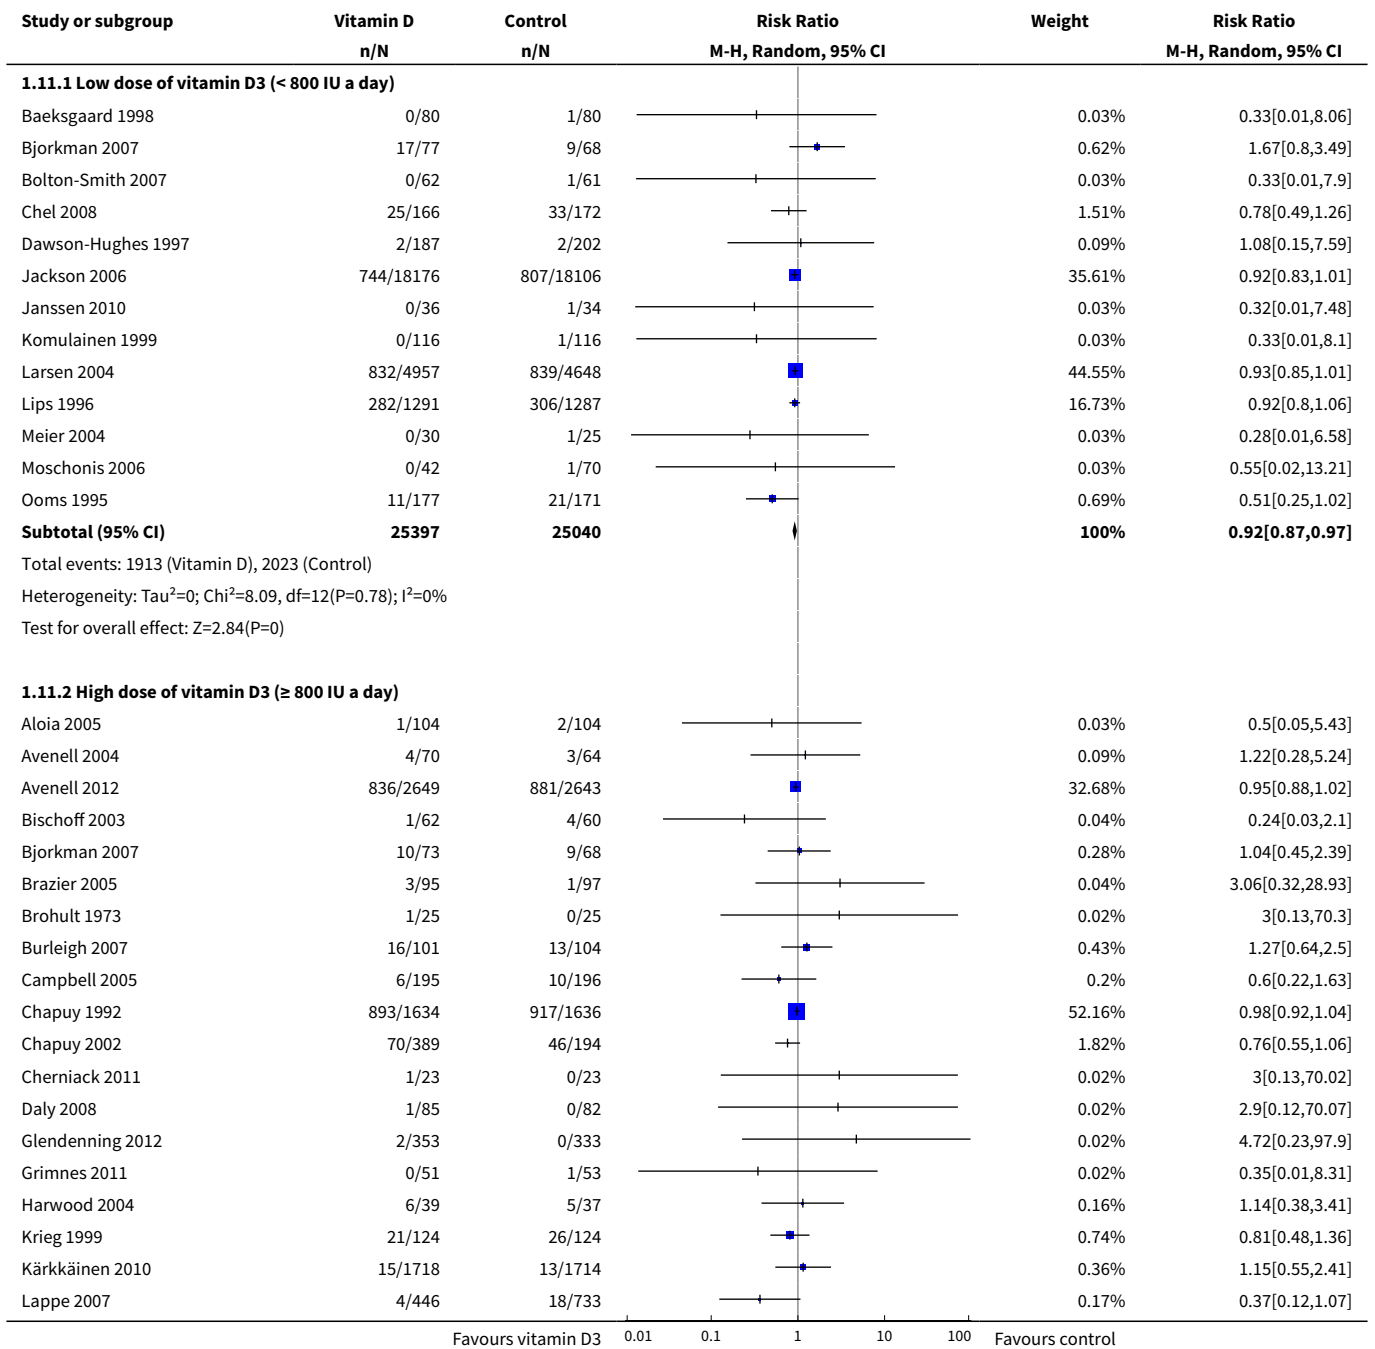 Study or subgroup Vitamin D Control Risk Ratio Weight Risk Ratio
n/N n/N M-H, Random, 95% CI M-H, Random, 95% CI
1.11.1 Low dose of vitamin D3 (< 800 IU a day)
Baeksgaard 1998 0/80 1/80 0.03% 0.33[0.01,8.06]
Bjorkman 2007 17/77 9/68 0.62% 1.67[0.8,3.49]
Bolton-Smith 2007 0/62 1/61 0.03% 0.33[0.01,7.9]
Chel 2008 25/166 33/172 1.51% 0.78[0.49,1.26]
Dawson-Hughes 1997 2/187 2/202 0.09% 1.08[0.15,7.59]
Jackson 2006 744/18176 807/18106 35.61% 0.92[0.83,1.01]
Janssen 2010 0/36 1/34 0.03% 0.32[0.01,7.48]
Komulainen 1999 0/116 1/116 0.03% 0.33[0.01,8.1]
Larsen 2004 832/4957 839/4648 44.55% 0.93[0.85,1.01]
Lips 1996 282/1291 306/1287 16.73% 0.92[0.8,1.06]
Meier 2004 0/30 1/25 0.03% 0.28[0.01,6.58]
Moschonis 2006 0/42 1/70 0.03% 0.55[0.02,13.21]
Ooms 1995 11/177 21/171 0.69% 0.51[0.25,1.02]
Subtotal (95% CI) 25397 25040 100% 0.92[0.87,0.97]
Total events: 1913 (Vitamin D), 2023 (Control)
Heterogeneity: Tau²=0; Chi²=8.09, df=12(P=0.78); I²=0%
Test for overall effect: Z=2.84(P=0)
1.11.2 High dose of vitamin D3 (≥ 800 IU a day)
Aloia 2005 1/104 2/104 0.03% 0.5[0.05,5.43]
Avenell 2004 4/70 3/64 0.09% 1.22[0.28,5.24]
Avenell 2012 836/2649 881/2643 32.68% 0.95[0.88,1.02]
Bischoff 2003 1/62 4/60 0.04% 0.24[0.03,2.1]
Bjorkman 2007 10/73 9/68 0.28% 1.04[0.45,2.39]
Brazier 2005 3/95 1/97 0.04% 3.06[0.32,28.93]
Brohult 1973 1/25 0/25 0.02% 3[0.13,70.3]
Burleigh 2007 16/101 13/104 0.43% 1.27[0.64,2.5]
Campbell 2005 6/195 10/196 0.2% 0.6[0.22,1.63]
Chapuy 1992 893/1634 917/1636 52.16% 0.98[0.92,1.04]
Chapuy 2002 70/389 46/194 1.82% 0.76[0.55,1.06]
Cherniack 2011 1/23 0/23 0.02% 3[0.13,70.02]
Daly 2008 1/85 0/82 0.02% 2.9[0.12,70.07]
Glendenning 2012 2/353 0/333 0.02% 4.72[0.23,97.9]
Grimnes 2011 0/51 1/53 0.02% 0.35[0.01,8.31]
Harwood 2004 6/39 5/37 0.16% 1.14[0.38,3.41]
Krieg 1999 21/124 26/124 0.74% 0.81[0.48,1.36]
Kärkkäinen 2010 15/1718 13/1714 0.36% 1.15[0.55,2.41]
Lappe 2007 4/446 18/733 0.17% 0.37[0.12,1.07]
Favours vitamin D3 0.01 0.1 1 10 100 Favours control